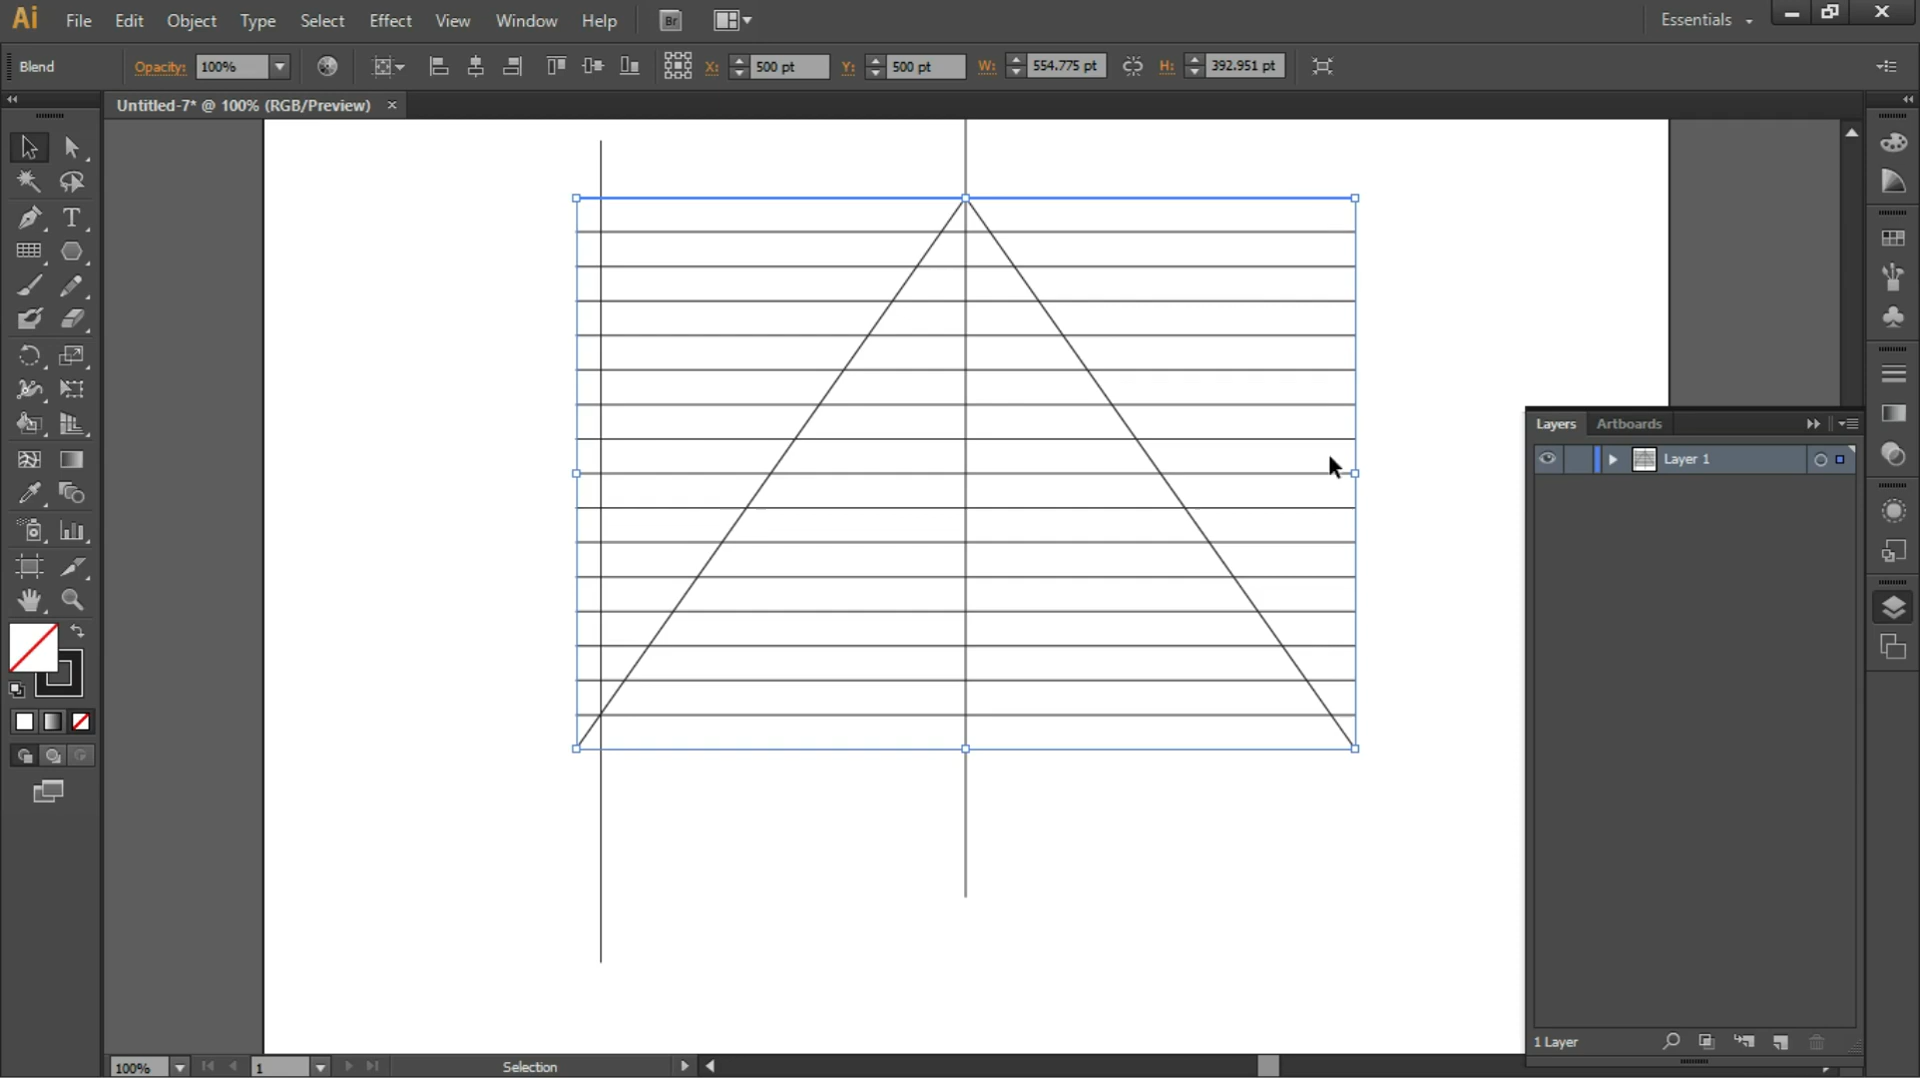 Ai File Edit Object Type Select Effect View Window Help Br Essentials
Blend Opacity: 100% X: 500 pt Y: 500 pt W: 554.775 pt H: 392.951 pt
Untitled-7* @ 100% (RGB/Preview) ×
T
Layers Artboards
Layer 1
1 Layer
100% 1 Selection